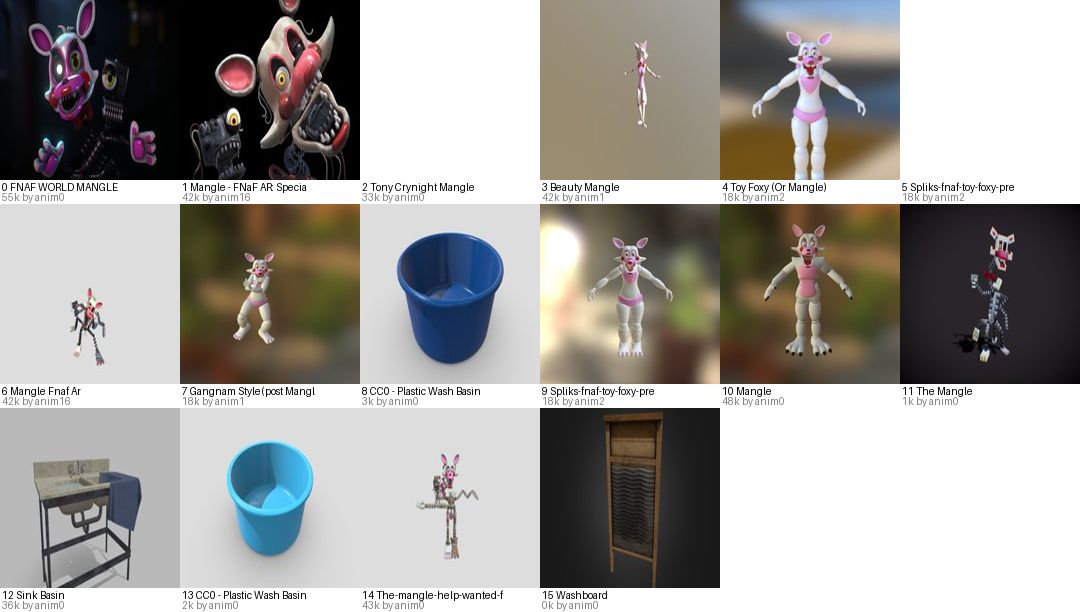 0 FNAF WORLD MANGLE
55k by anim0
1 Mangle - FNaF AR: Specia
42k by anim16
2 Tony Crynight Mangle
33k by anim0
3 Beauty Mangle
42k by anim1
4 Toy Foxy (Or Mangle)
18k by anim2
5 Spliks-fnaf-toy-foxy-pre
18k by anim2
6 Mangle Fnaf Ar
42k by anim16
7 Gangnam Style(post Mangl
18k by anim1
8 CC0 - Plastic Wash Basin
3k by anim0
9 Spliks-fnaf-toy-foxy-pre
18k by anim2
10 Mangle
48k by anim0
11 The Mangle
1k by anim0
12 Sink Basin
36k by anim0
13 CC0 - Plastic Wash Basin
2k by anim0
14 The-mangle-help-wanted-f
43k by anim0
15 Washboard
0k by anim0